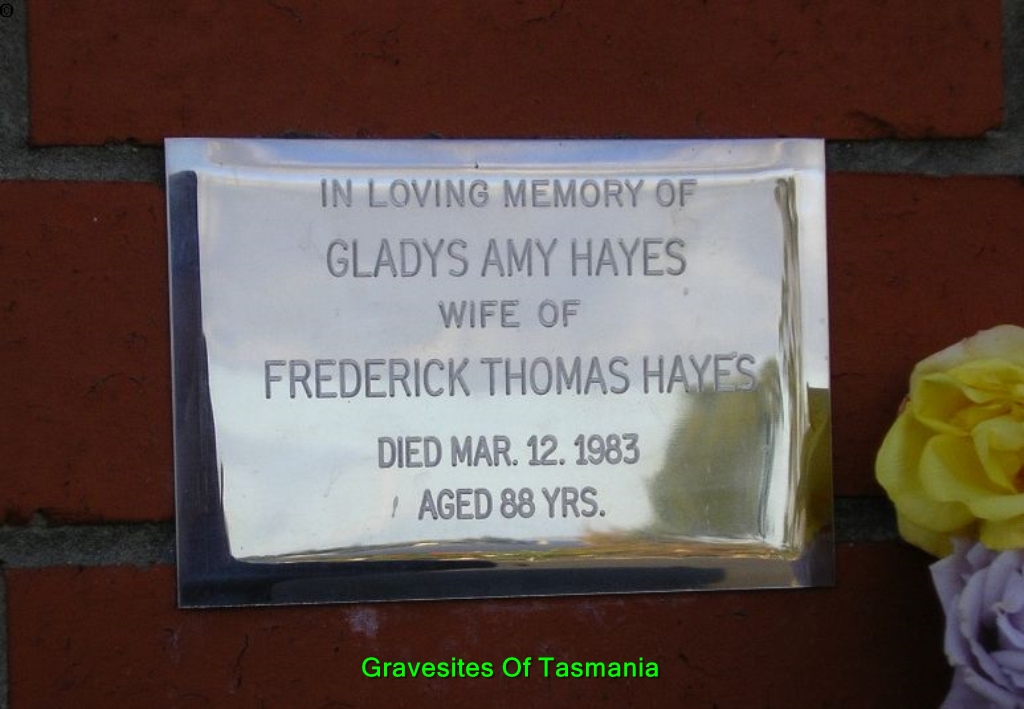 ©
IN LOVING MEMORY OF
GLADYS AMY HAYES
WIFE OF
FREDERICK THOMAS HAYES
DIED MAR. 12. 1983
AGED 88 YRS.
Gravesites Of Tasmania